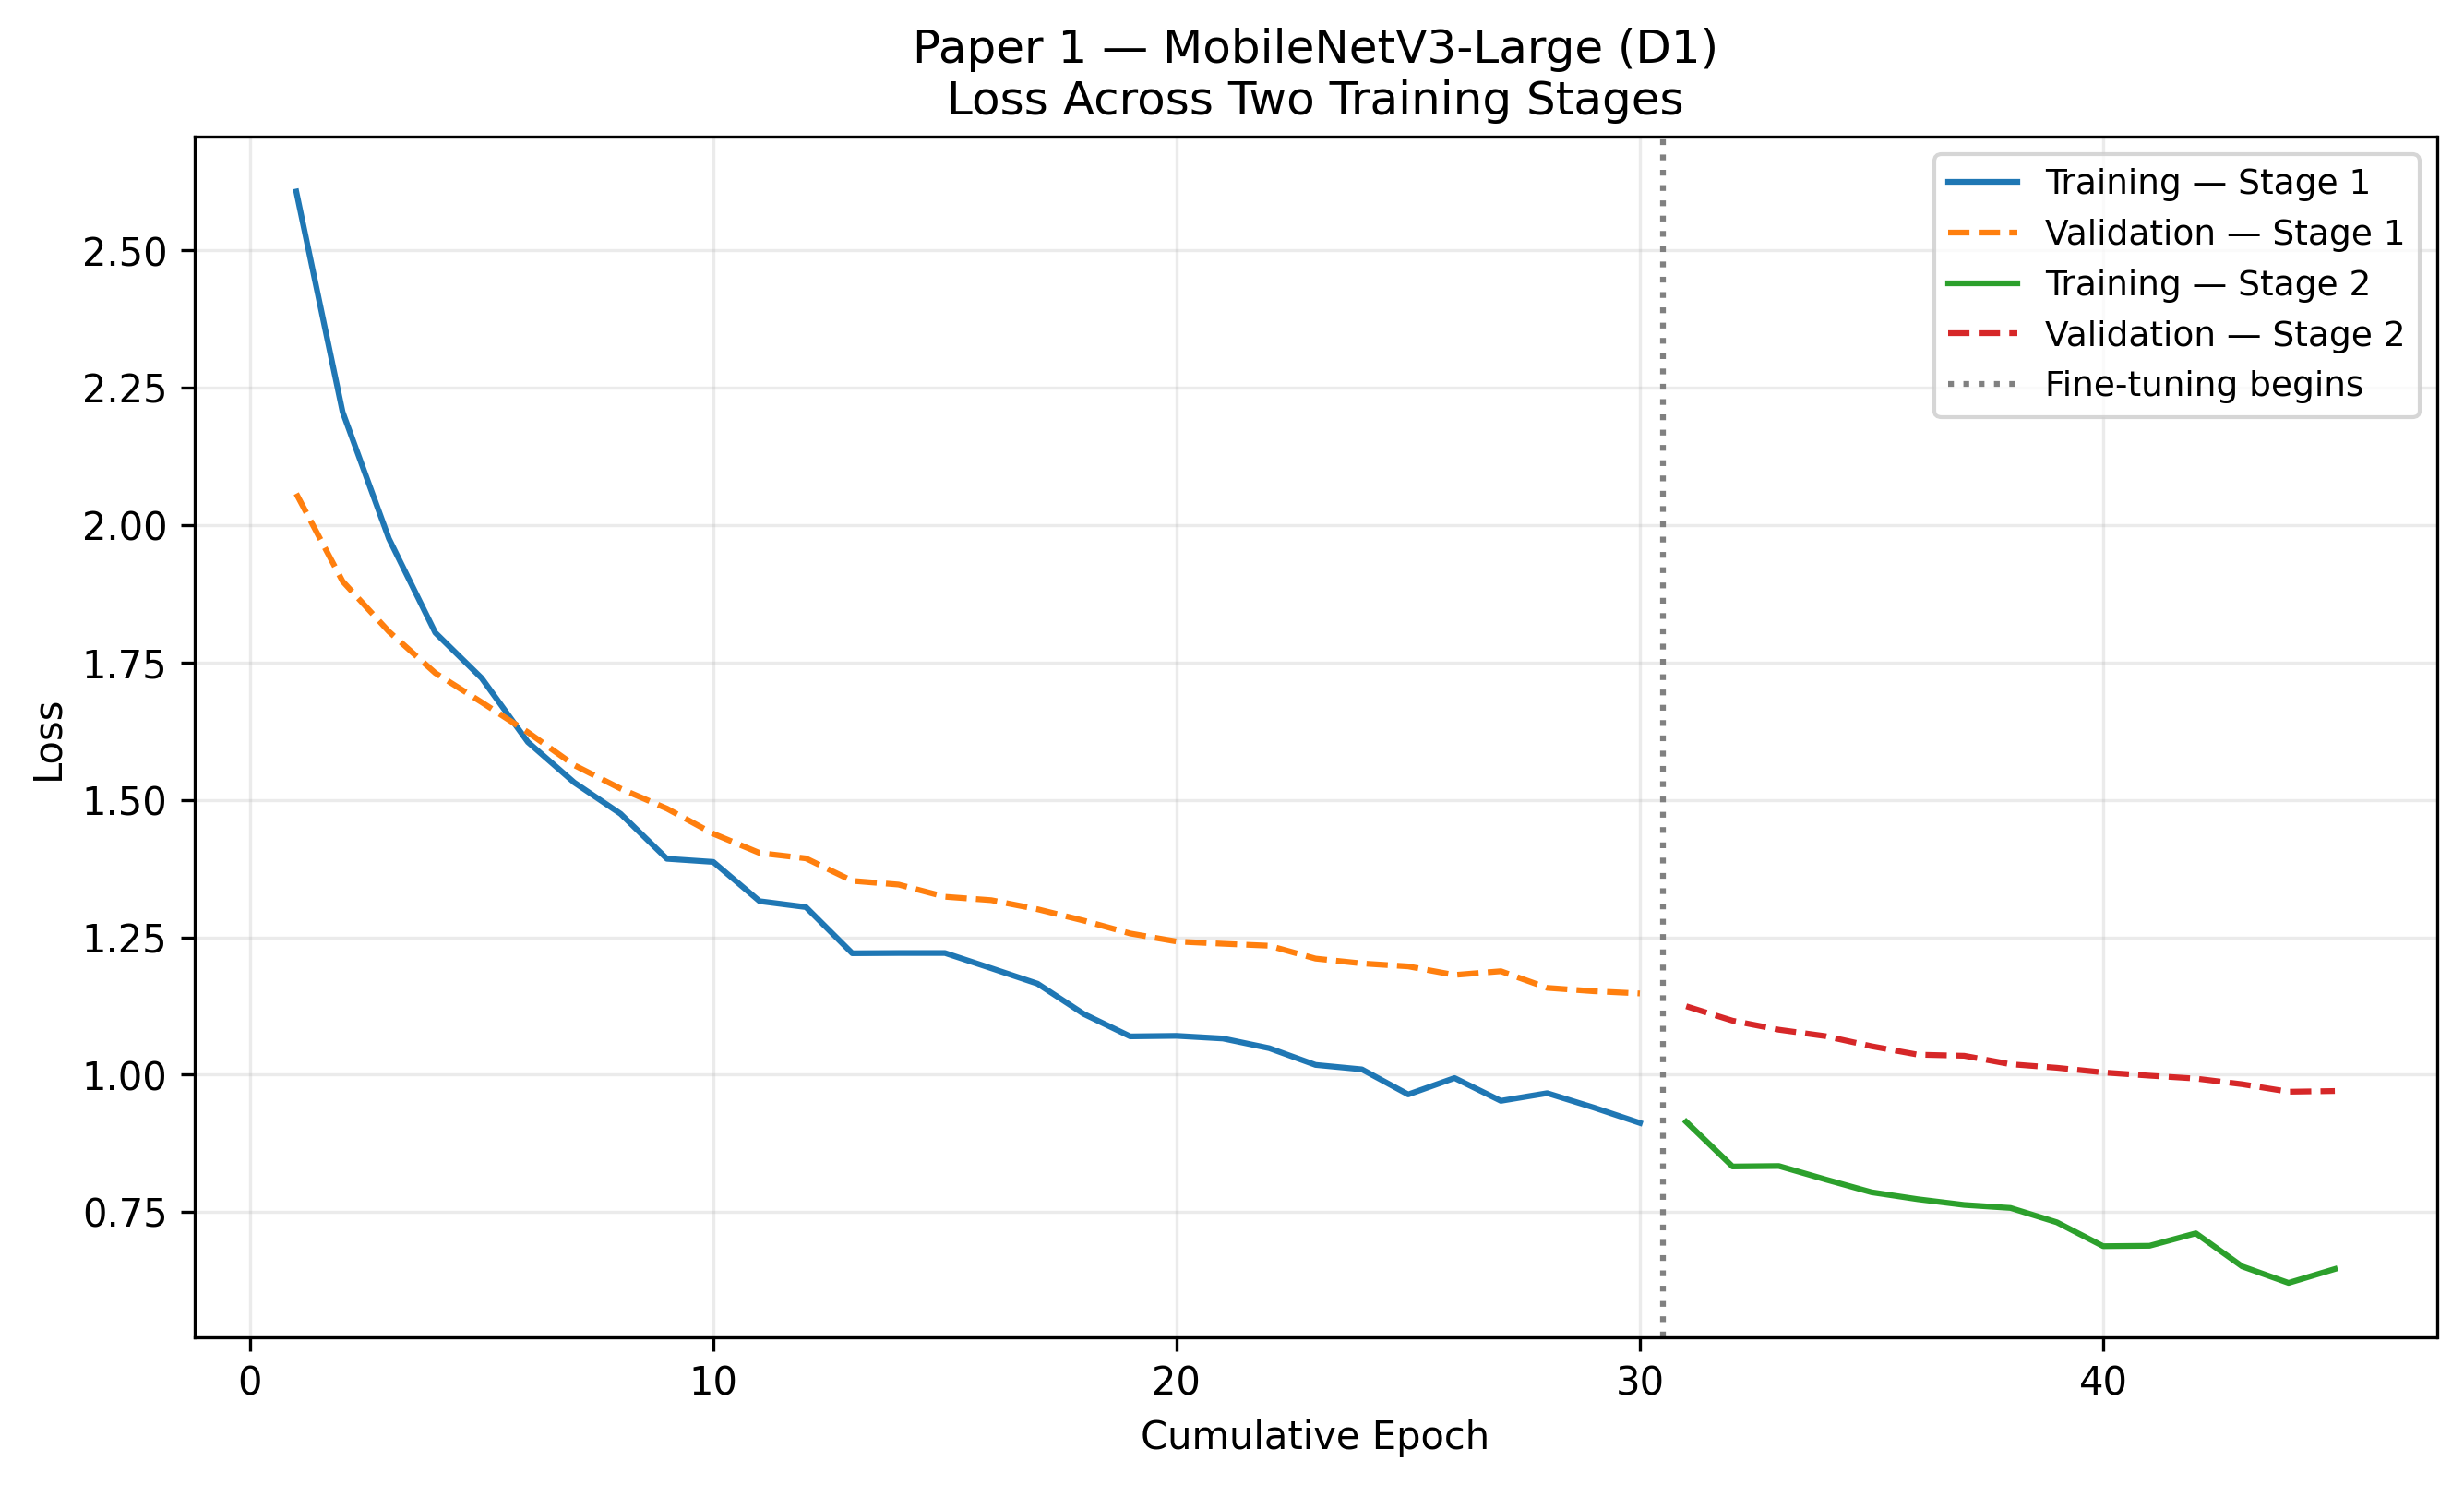 Paper 1 — MobileNetV3-Large (D1)
Loss Across Two Training Stages
Training — Stage 1
Validation — Stage 1
Training — Stage 2
Validation — Stage 2
Fine-tuning begins
2.50
2.25
2.00
1.75
1.50
1.25
1.00
0.75
Loss
0 10 20 30 40
Cumulative Epoch